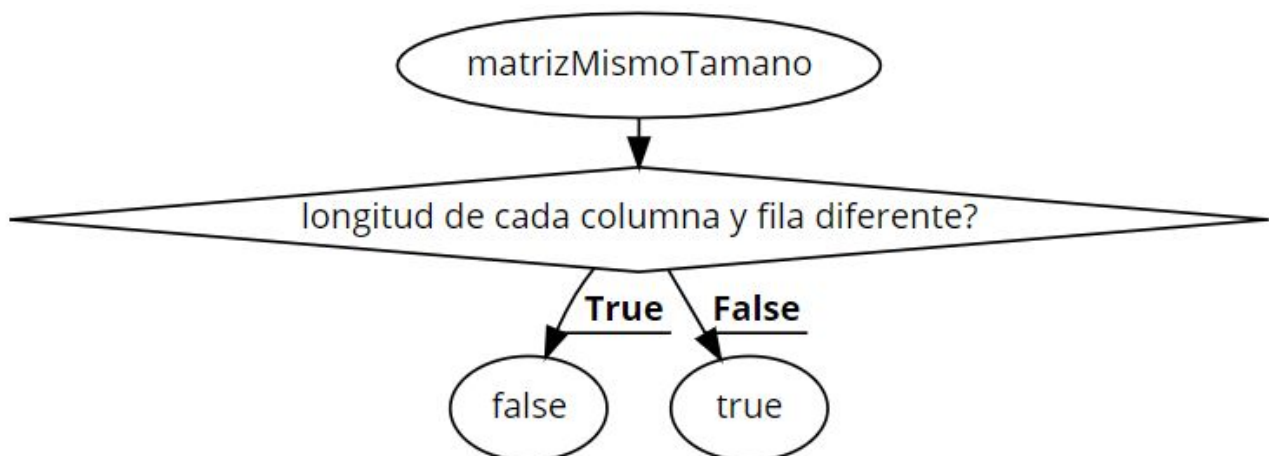 matrizMismoTamano
longitud de cada columna y fila diferente?
True
False
false
true